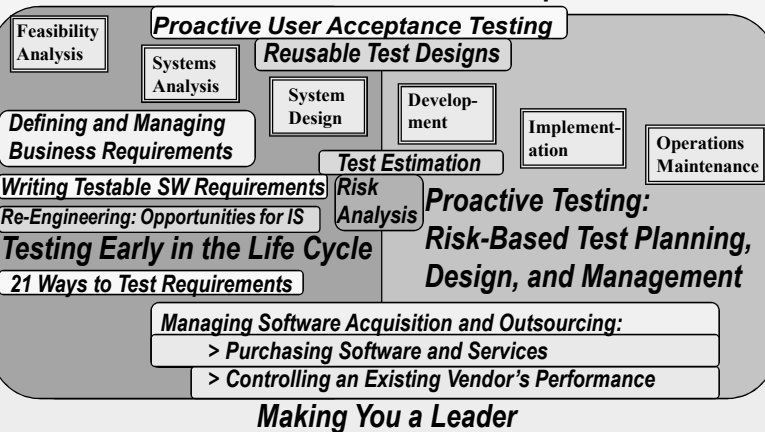 Proactive User Acceptance Testing
Feasibility
Analysis
Reusable Test Designs
Systems
Analysis
System
Design
Develop-
ment
Implement-
ation
Operations
Maintenance
Defining and Managing
Business Requirements
Test Estimation
Writing Testable SW Requirements
Risk
Analysis
Re-Engineering: Opportunities for IS
Proactive Testing:
Risk-Based Test Planning,
Design, and Management
Testing Early in the Life Cycle
21 Ways to Test Requirements
Managing Software Acquisition and Outsourcing:
> Purchasing Software and Services
> Controlling an Existing Vendor's Performance
Making You a Leader